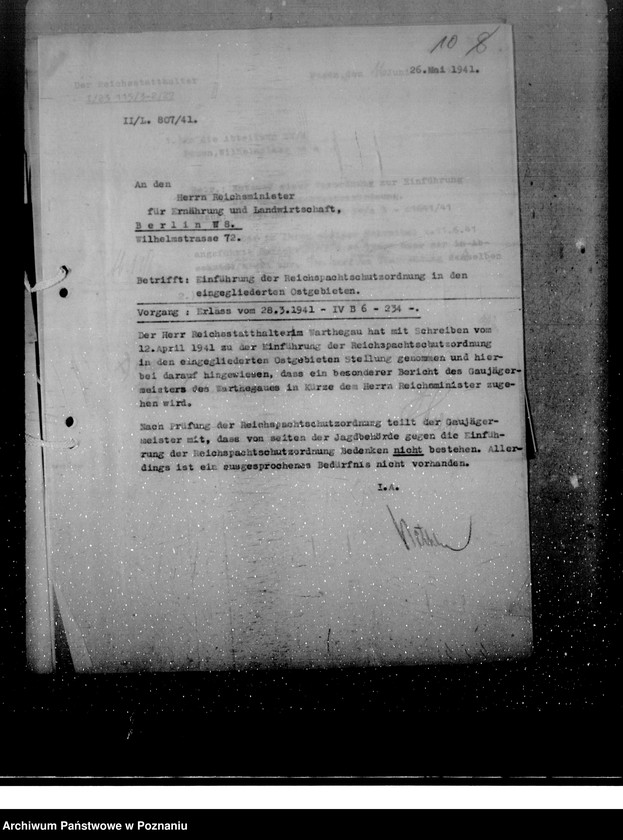 10 8
26. Mai 1941.
Der Reichsstatthalter
II/L. 807/41.
An den
Herrn Reichsminister
für Ernährung und Landwirtschaft,
Berlin W 8.
Wilhelmstrasse 72.
Betrifft: Einführung der Reichspachtschutzordnung in den
eingegliederten Ostgebieten.
Vorgang : Erlass vom 28.3.1941 - IV B 6 - 234 -.
Der Herr Reichsstatthalterim Warthegau hat mit Schreiben vom
12.April 1941 zu der Einführung der Reichspachtschutzordnung
in den eingegliederten Ostgebieten Stellung genommen und hier-
bei darauf hingewiesen, dass ein besonderer Bericht des Gaujäger-
meisters des Warthegaues in Kürze dem Herrn Reichsminister zuge-
hen wird.
Nach Prüfung der Reichspachtschutzordnung teilt der Gaujäger-
meister mit, dass von seiten der Jagdbehörde gegen die Einfüh-
rung der Reichspachtschutzordnung Bedenken nicht bestehen. Aller-
dings ist ein ausgesprochenes Bedürfnis nicht vorhanden.
I.A.
Archiwum Państwowe w Poznaniu